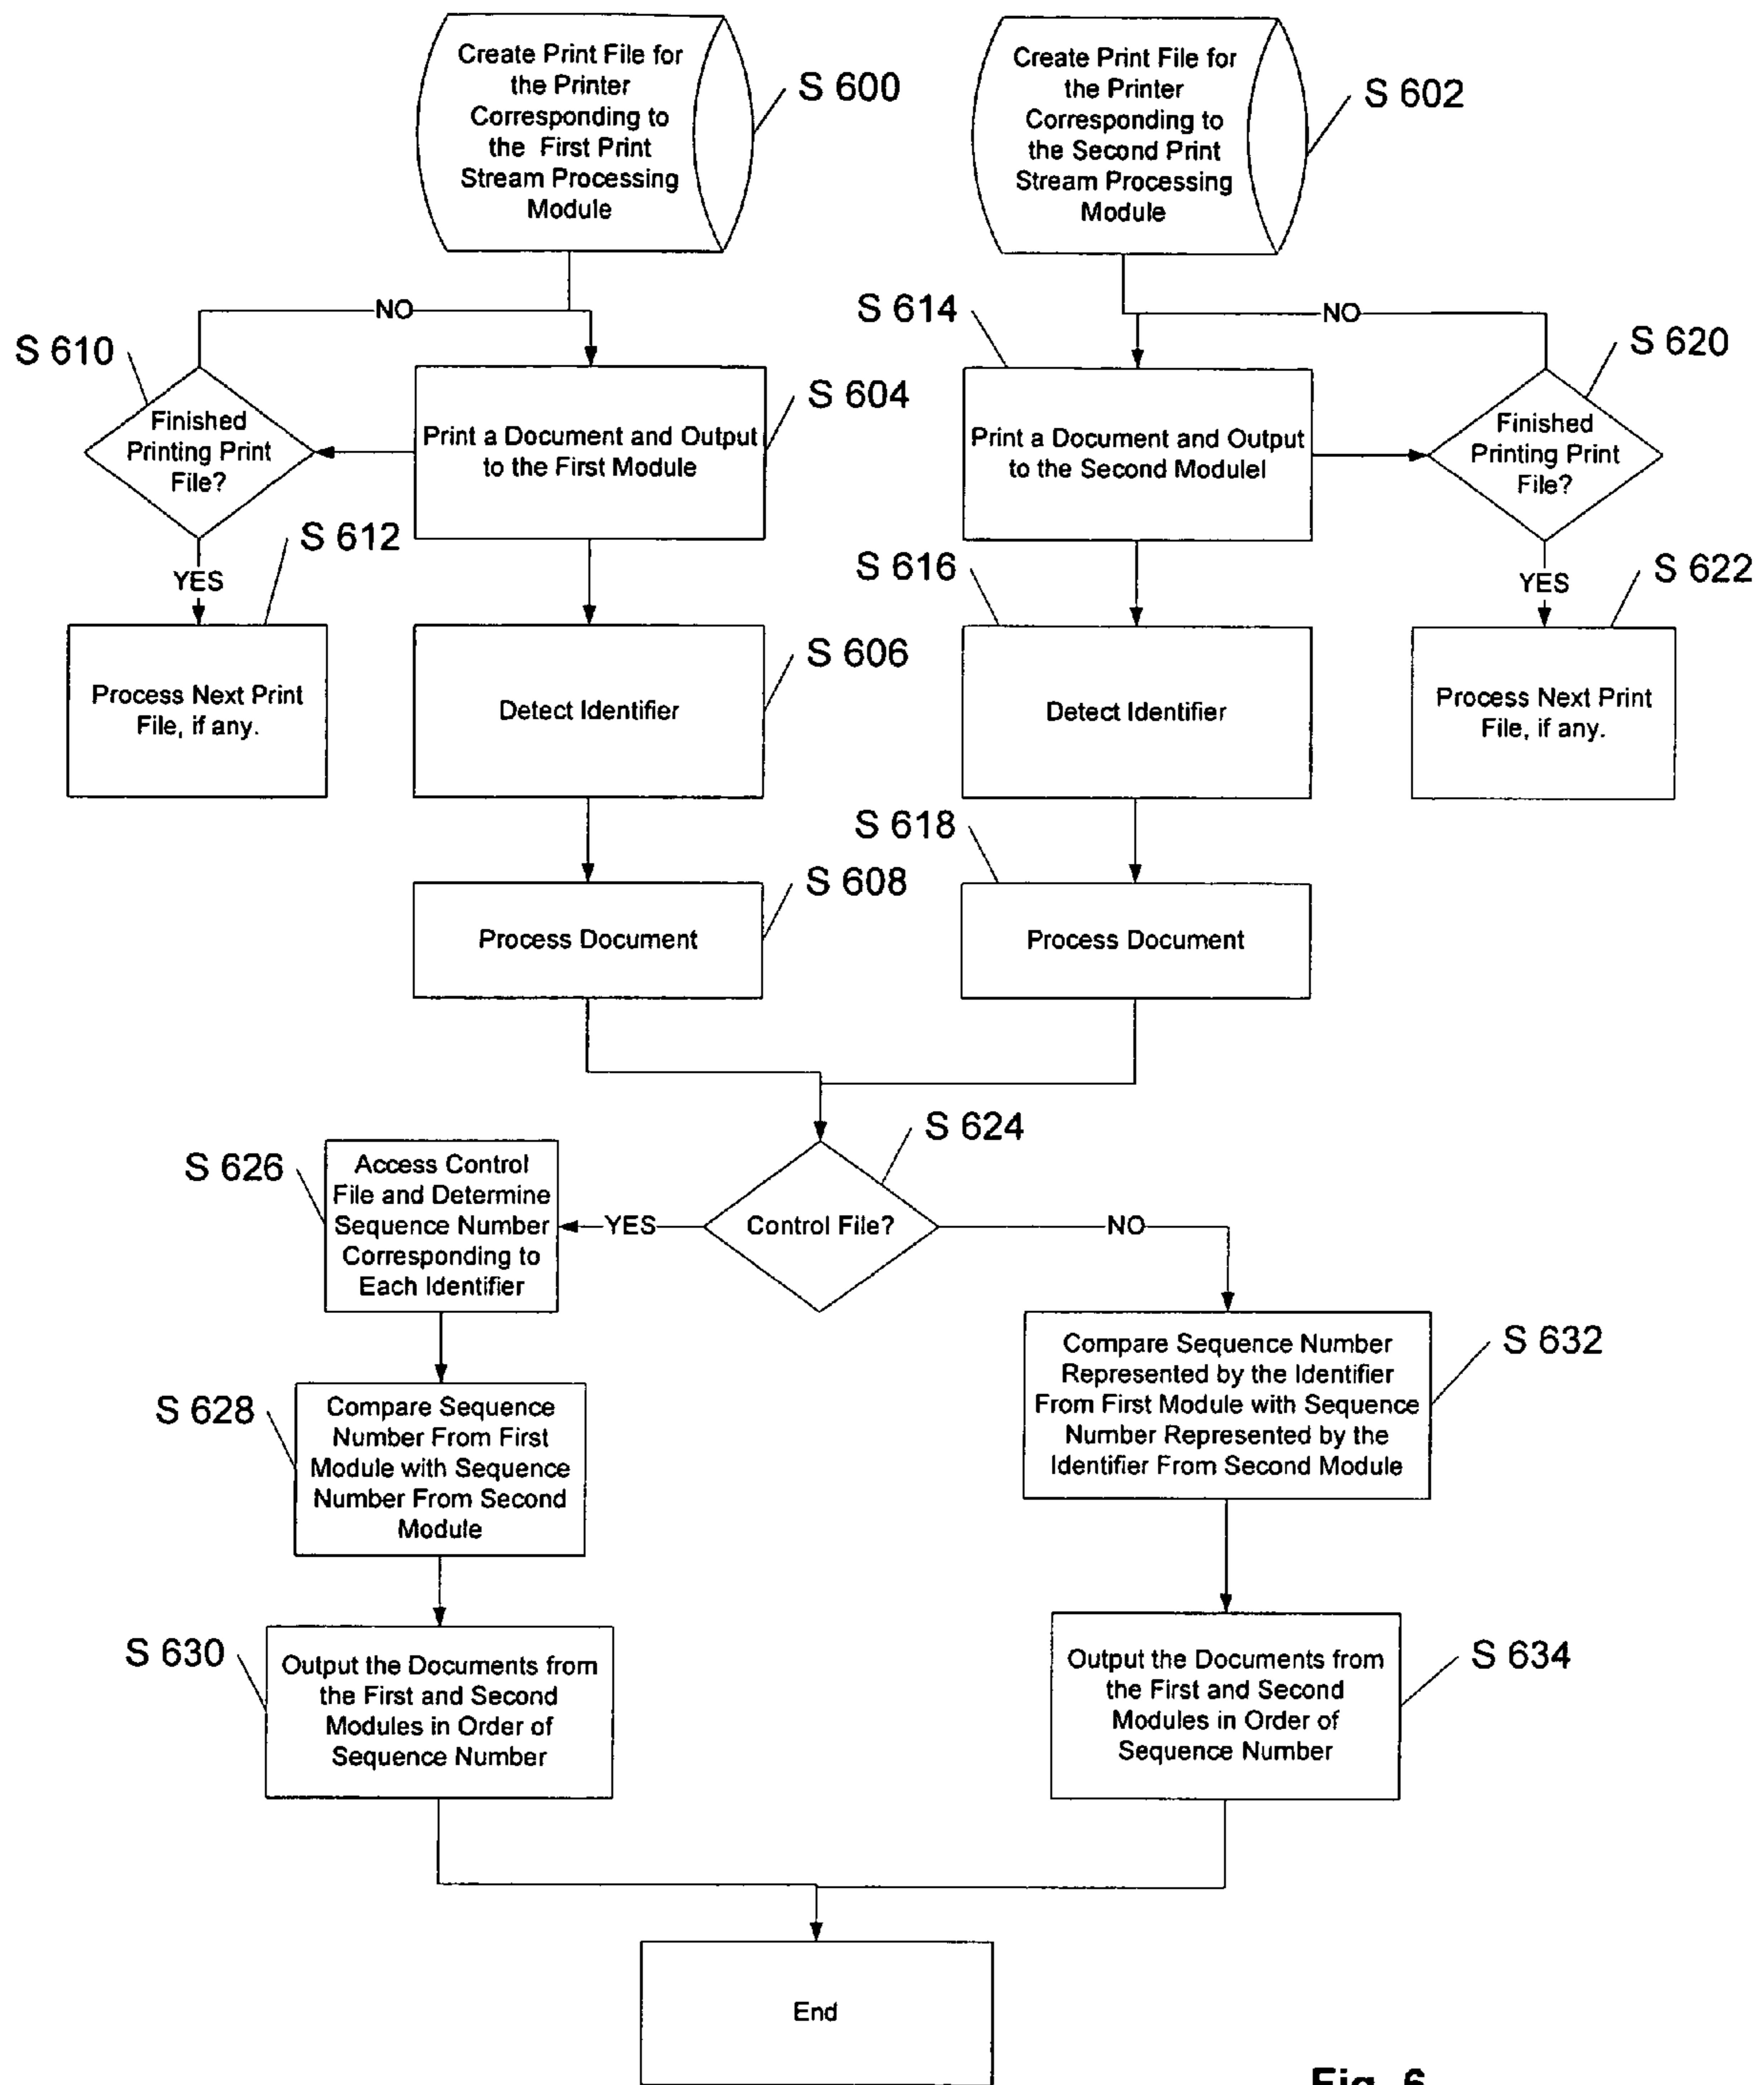 Create Print File for
the Printer
Corresponding to
the First Print
Stream Processing
Module
S 600
Create Print File for
the Printer
Corresponding to
the Second Print
Stream Processing
Module
S 602
NO
S 614
NO
S 610
Finished
Printing Print
File?
Print a Document and Output
to the First Module
S 604
Print a Document and Output
to the Second Modulel
S 620
Finished
Printing Print
File?
YES
S 612
S 616
YES
S 622
Process Next Print
File, if any.
Detect Identifier
S 606
Detect Identifier
Process Next Print
File, if any.
Process Document
S 608
S 618
Process Document
S 624
Control File?
YES
NO
S 626
Access Control
File and Determine
Sequence Number
Corresponding to
Each Identifier
S 628
Compare Sequence
Number From First
Module with Sequence
Number From Second
Module
S 630
Output the Documents from
the First and Second
Modules in Order of
Sequence Number
Compare Sequence Number
Represented by the Identifier
From First Module with Sequence
Number Represented by the
Identifier From Second Module
S 632
Output the Documents from
the First and Second
Modules in Order of
Sequence Number
S 634
End
Fig. 6